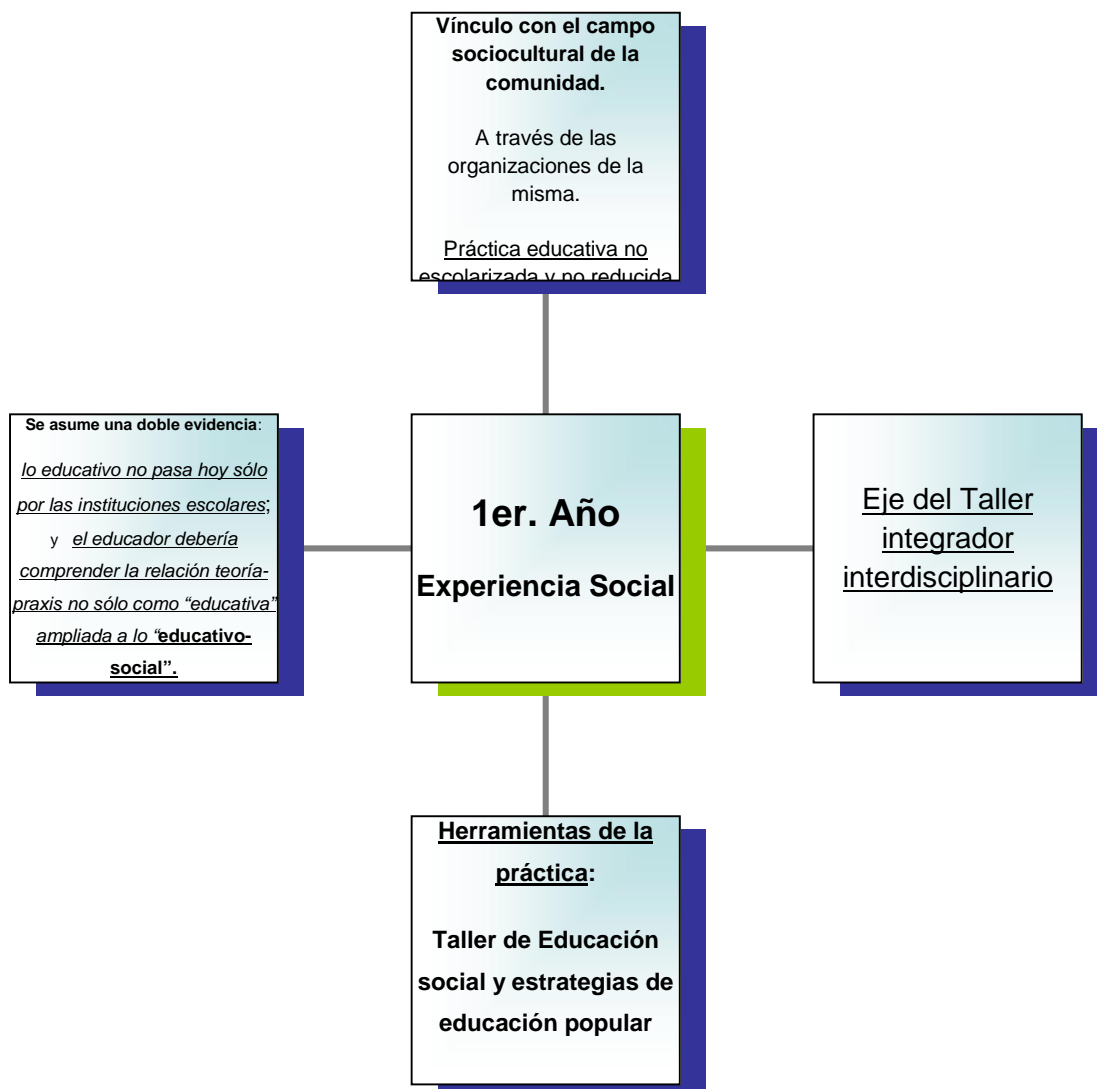 Vínculo con el campo
sociocultural de la
comunidad.
A través de las
organizaciones de la
misma.
Práctica educativa no
escolarizada y no reducida
Se asume una doble evidencia:
lo educativo no pasa hoy sólo
por las instituciones escolares;
y el educador debería
comprender la relación teoría-
praxis no sólo como “educativa”
ampliada a lo “educativo-
social”.
1er. Año
Experiencia Social
Eje del Taller
integrador
interdisciplinario
Herramientas de la
práctica:
Taller de Educación
social y estrategias de
educación popular